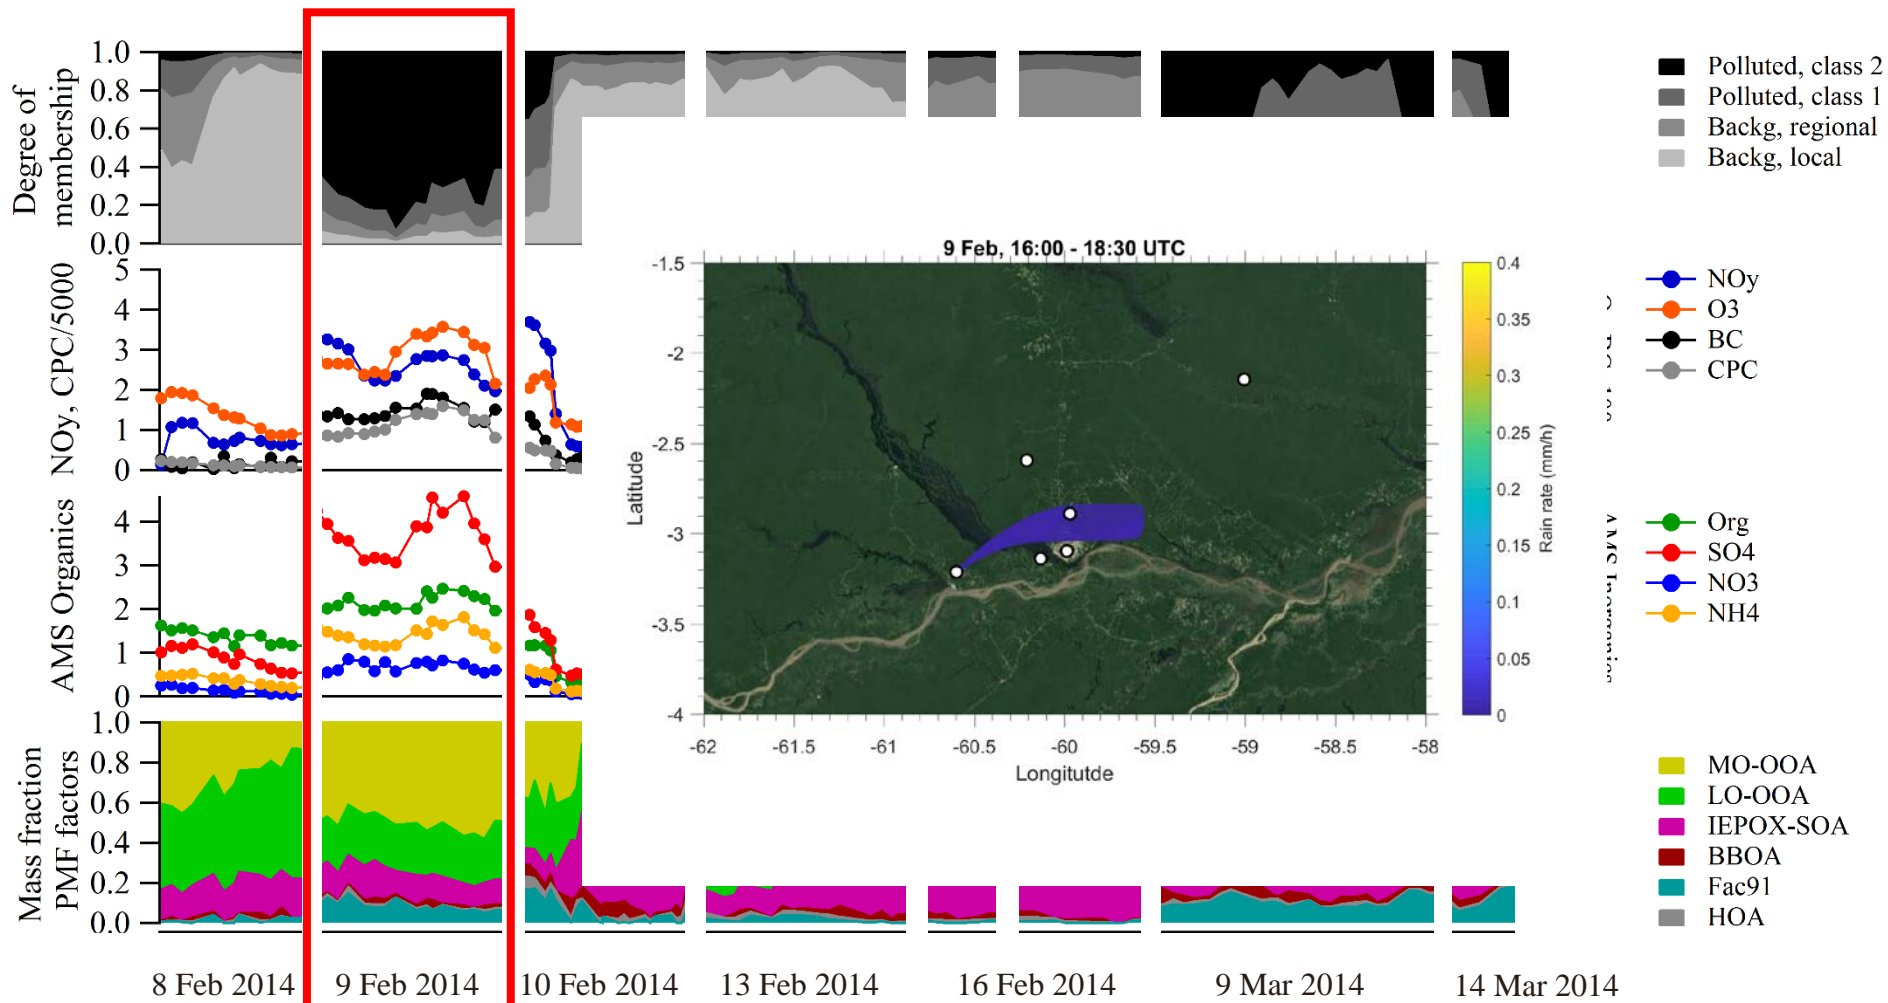 Degree of
membership
1.0
0.8
0.6
0.4
0.2
0.0
Polluted, class 2
Polluted, class 1
Backg, regional
Backg, local
NOy, CPC/5000
5
4
3
2
1
0
NOy
O3
BC
CPC
AMS Organics
4
3
2
1
0
Org
SO4
NO3
NH4
Mass fraction
PMF factors
1.0
0.8
0.6
0.4
0.2
0.0
MO-OOA
LO-OOA
IEPOX-SOA
BBOA
Fac91
HOA
9 Feb, 16:00 - 18:30 UTC
Latitude
-1.5
-2
-2.5
-3
-3.5
-4
-62
-61.5
-61
-60.5
-60
-59.5
-59
-58.5
-58
Longitutde
0.4
0.35
0.3
0.25
0.2
0.15
0.1
0.05
0
Rain rate (mm/h)
8 Feb 2014
9 Feb 2014
10 Feb 2014
13 Feb 2014
16 Feb 2014
9 Mar 2014
14 Mar 2014